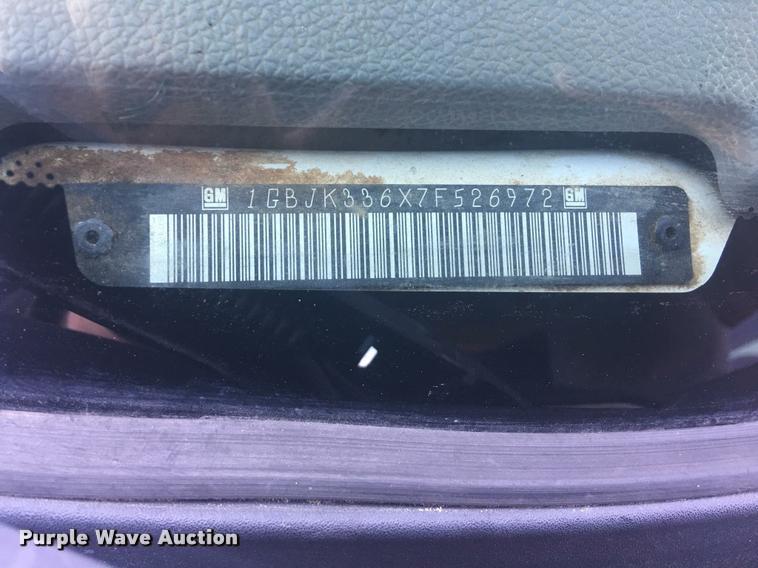 GM 1GBJK336X7F526972 GM
Purple Wave Auction